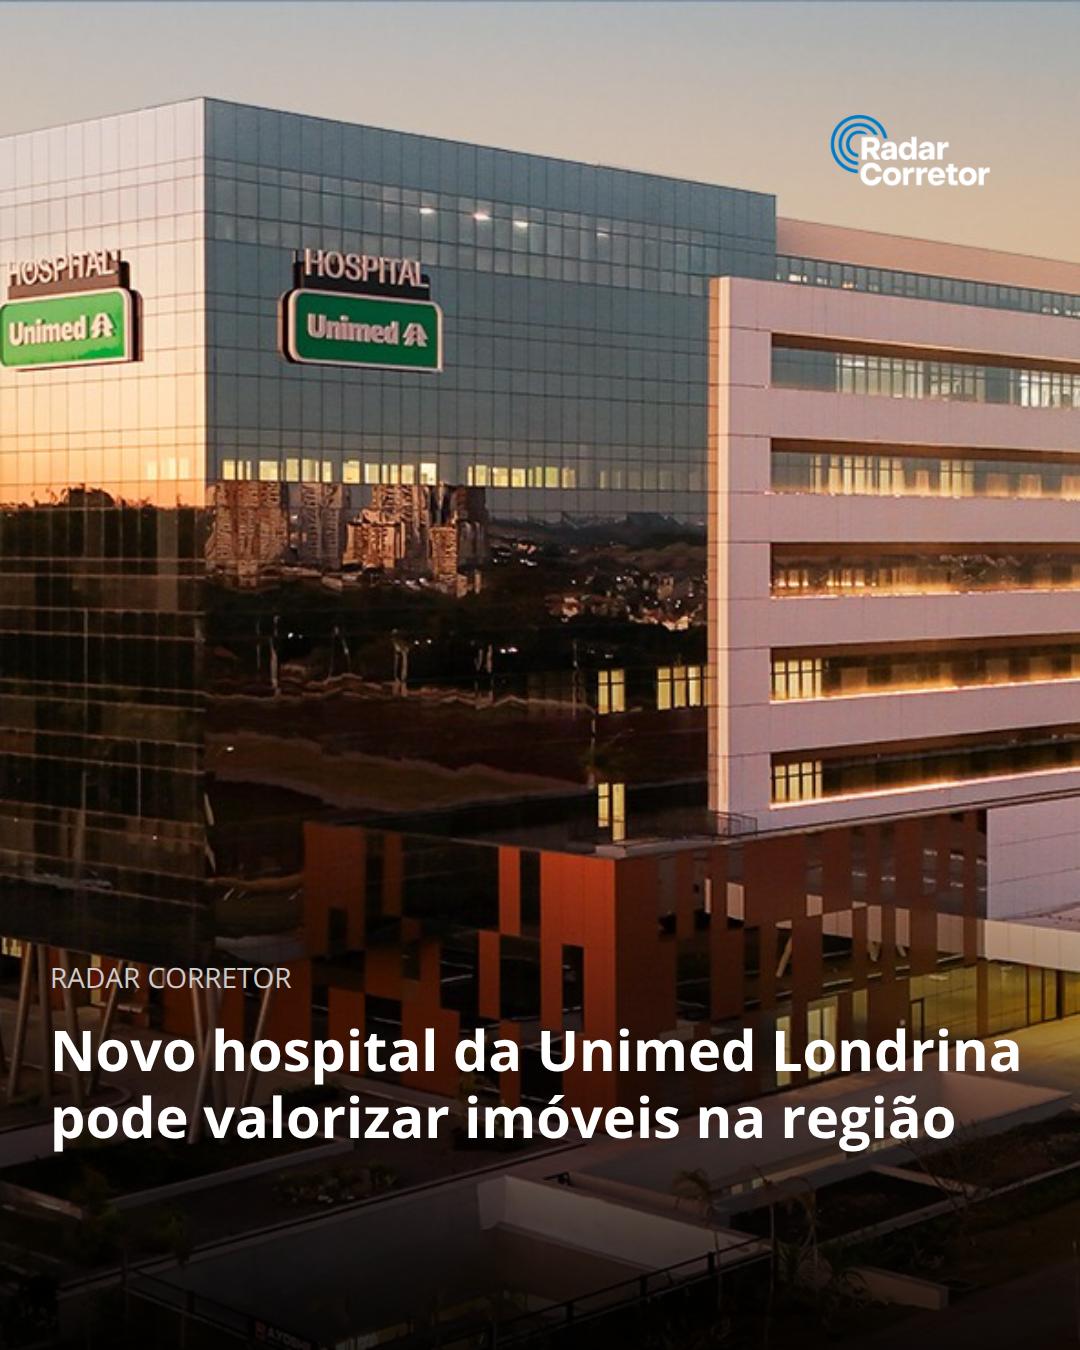 Radar
Corretor
HOSPITAL
Unimed
HOSPITAL
Unimed
RADAR CORRETOR
Novo hospital da Unimed Londrina
pode valorizar imóveis na região